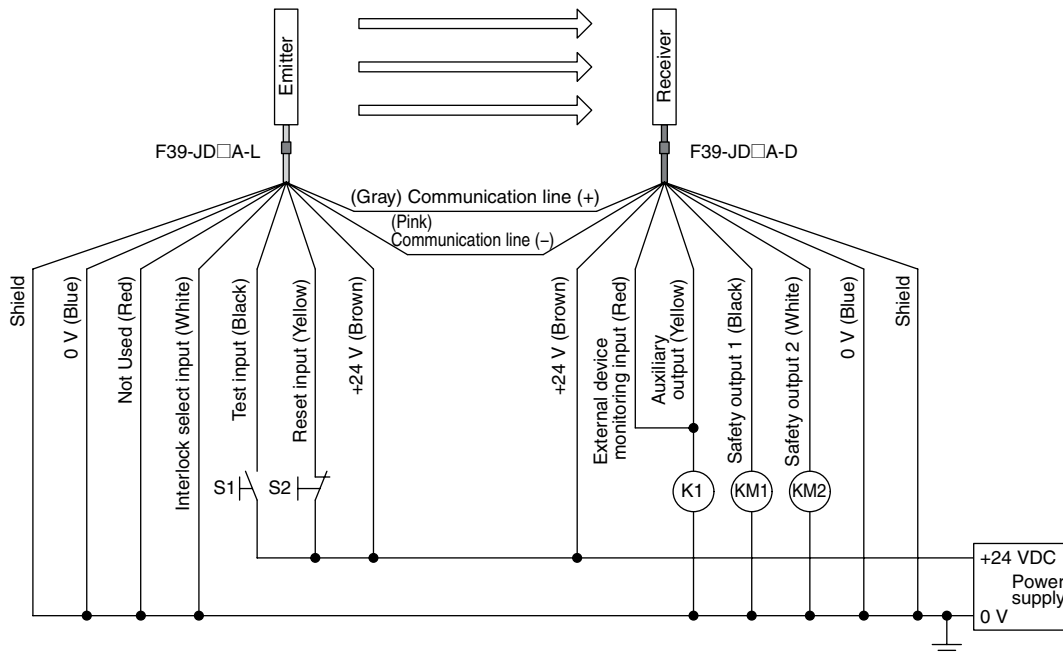 Emitter
Receiver
F39-JD□A-L
F39-JD□A-D
(Gray) Communication line (+)
(Pink)
Communication line (–)
Shield
0 V (Blue)
Not Used (Red)
Interlock select input (White)
Test input (Black)
Reset input (Yellow)
+24 V (Brown)
+24 V (Brown)
External device
monitoring input (Red)
Auxiliary
output (Yellow)
Safety output 1 (Black)
Safety output 2 (White)
0 V (Blue)
Shield
S1
S2
K1
KM1
KM2
+24 VDC
Power
supply
0 V